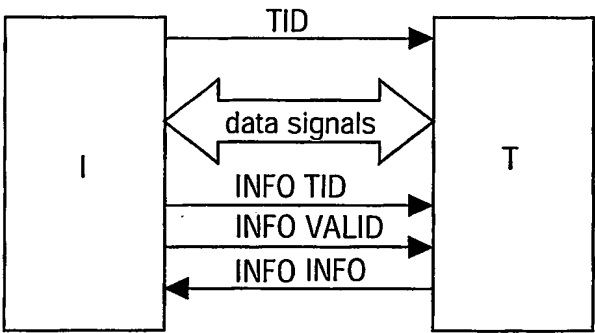 TID
data signals
I
T
INFO TID
INFO VALID
INFO INFO